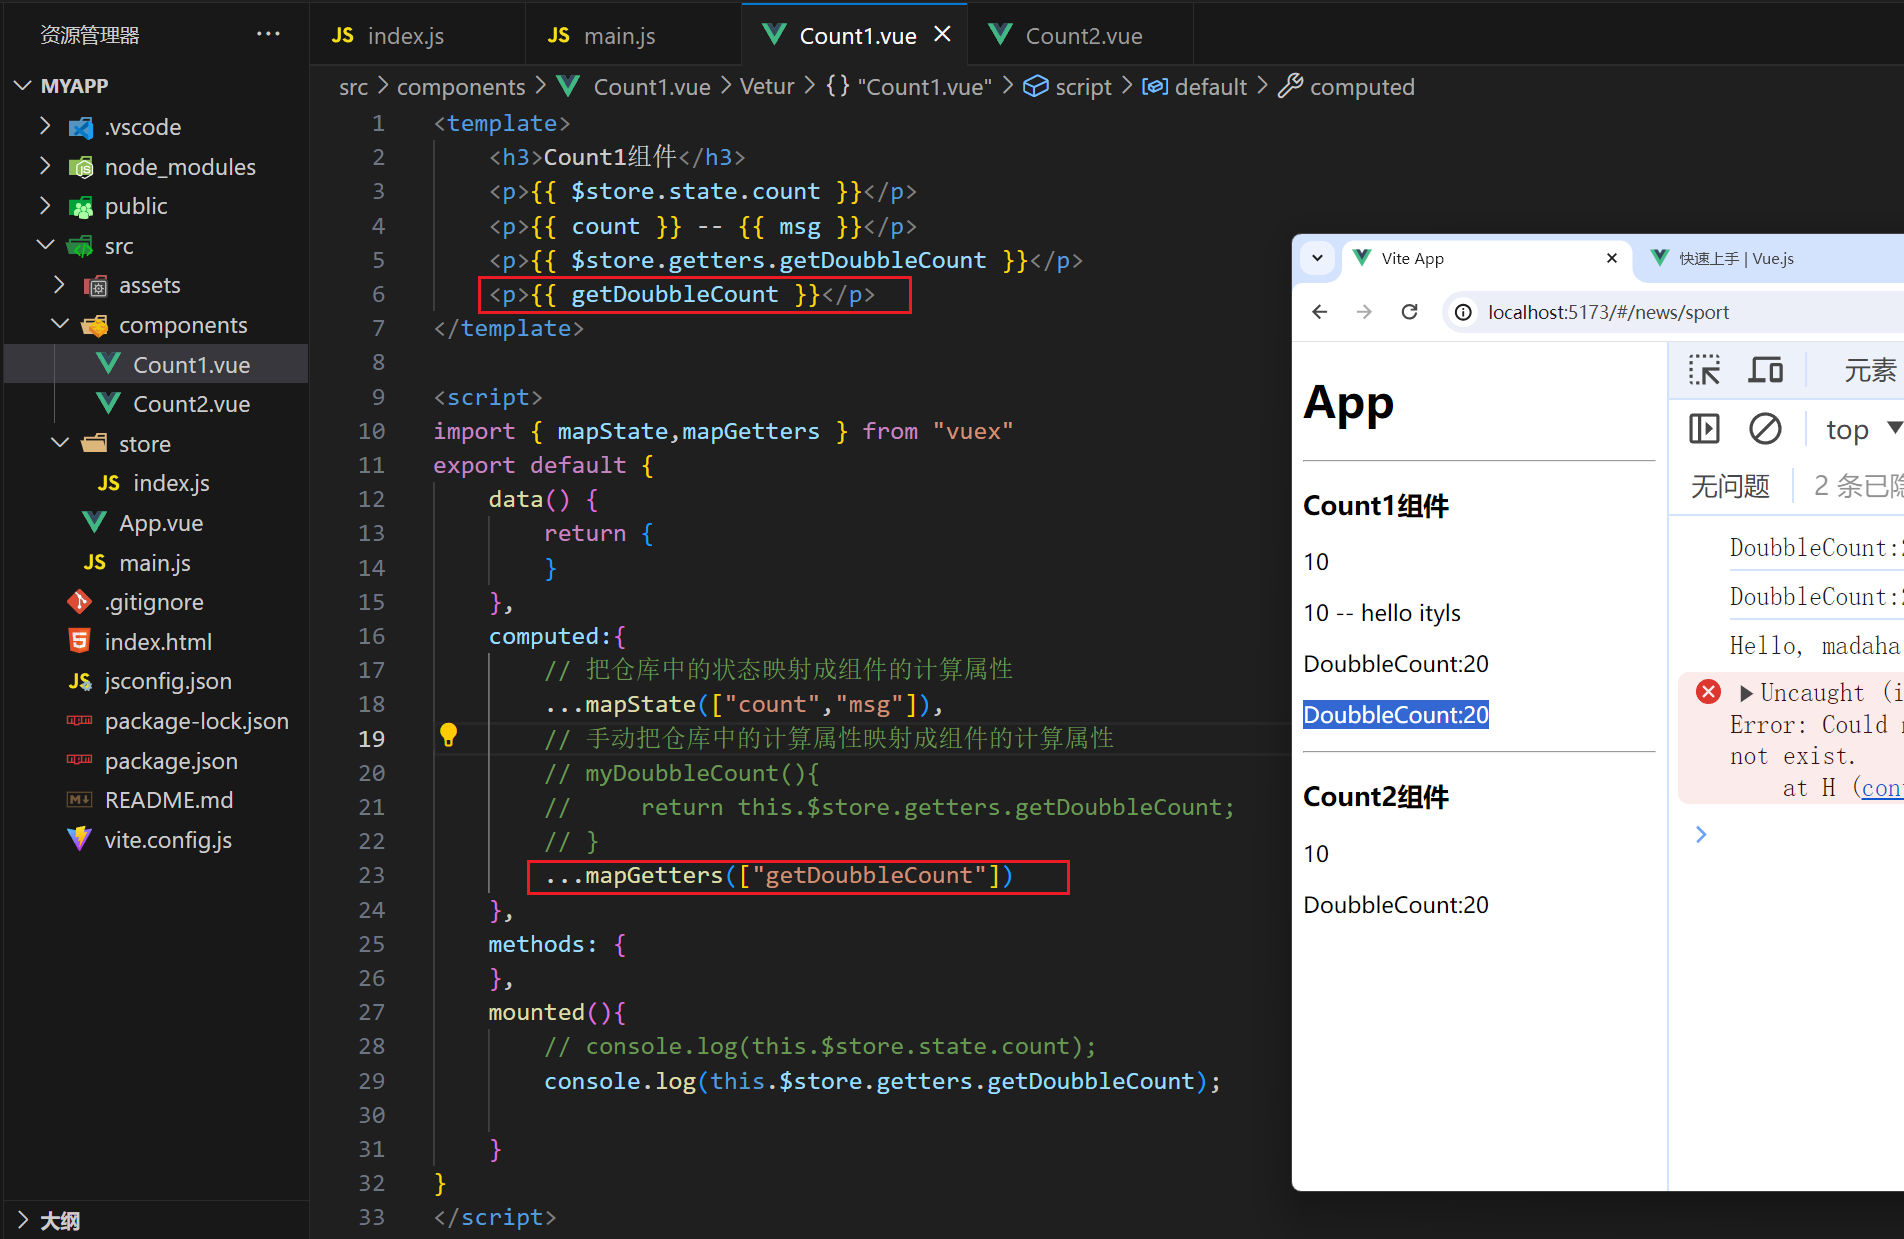 资源管理器 ···
MYAPP
.vscode
node_modules
public
src
assets
components
Count1.vue
Count2.vue
store
JS index.js
App.vue
JS main.js
.gitignore
index.html
JS jsconfig.json
package-lock.json
package.json
README.md
vite.config.js
大纲
JS index.js
JS main.js
Count1.vue
Count2.vue
src > components > Count1.vue > Vetur > {} "Count1.vue" > script > default > computed
1 <template>
2 <h3>Count1组件</h3>
3 <p>{{ $store.state.count }}</p>
4 <p>{{ count }} -- {{ msg }}</p>
5 <p>{{ $store.getters.getDoubbleCount }}</p>
6 <p>{{ getDoubbleCount }}</p>
7 </template>
8
9 <script>
10 import { mapState,mapGetters } from "vuex"
11 export default {
12 data() {
13 return {
14 }
15 },
16 computed:{
17 // 把仓库中的状态映射成组件的计算属性
18 ...mapState(["count","msg"]),
19 // 手动把仓库中的计算属性映射成组件的计算属性
20 // myDoubbleCount(){
21 // return this.$store.getters.getDoubbleCount;
22 // }
23 ...mapGetters(["getDoubbleCount"])
24 },
25 methods: {
26 },
27 mounted(){
28 // console.log(this.$store.state.count);
29 console.log(this.$store.getters.getDoubbleCount);
30
31 }
32 }
33 </script>
Vite App
快速上手 | Vue.js
localhost:5173/#/news/sport
App
Count1组件
10
10 -- hello ityls
DoubbleCount:20
DoubbleCount:20
Count2组件
10
DoubbleCount:20
元素
top
无问题 2 条已隐
DoubbleCount:2
DoubbleCount:2
Hello, madaha
Uncaught (i
Error: Could
not exist.
at H (con